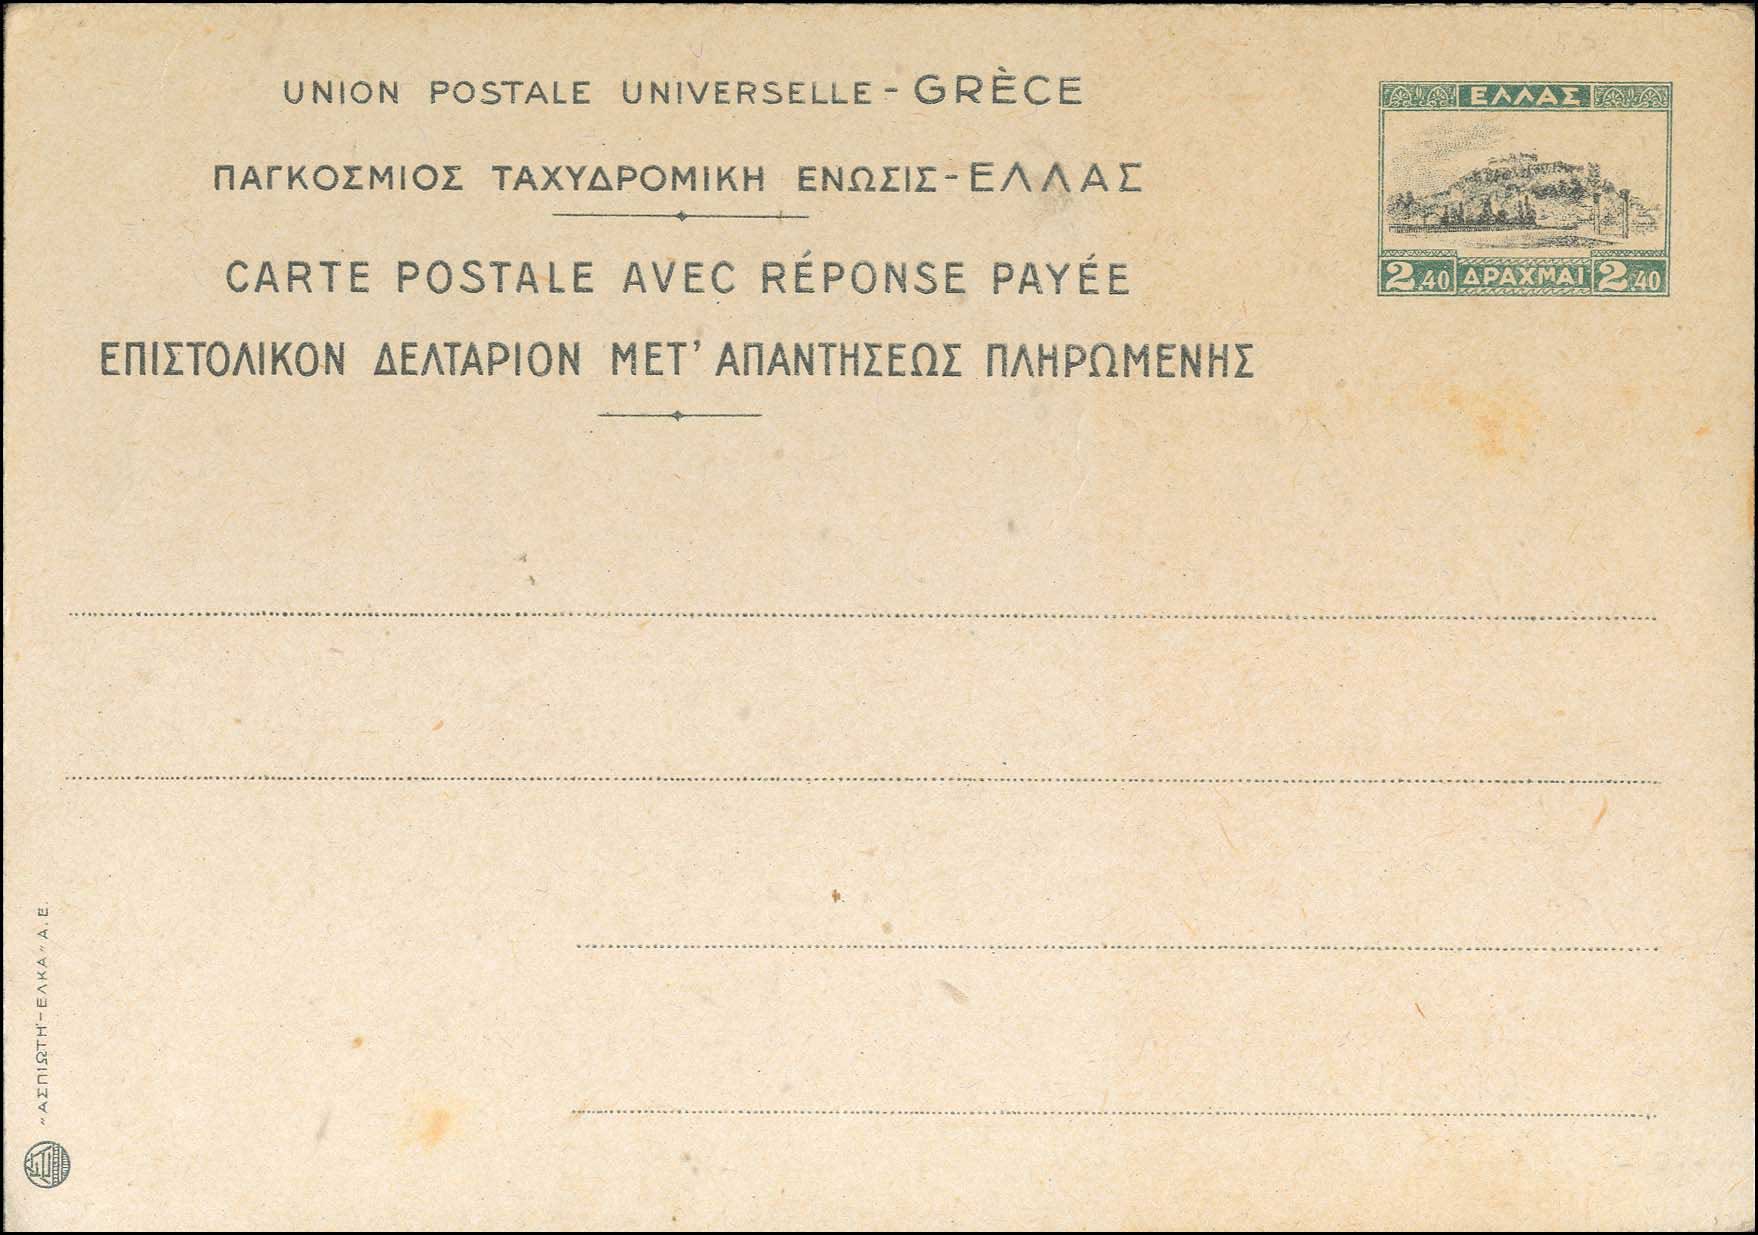 UNION POSTALE UNIVERSELLE - GRÈCE
ΠΑΓΚΟΣΜΙΟΣ ΤΑΧΥΔΡΟΜΙΚΗ ΕΝΩΣΙΣ - ΕΛΛΑΣ
CARTE POSTALE AVEC RÉPONSE PAYÉE
ΕΠΙΣΤΟΛΙΚΟΝ ΔΕΛΤΑΡΙΟΝ ΜΕΤ' ΑΠΑΝΤΗΣΕΩΣ ΠΛΗΡΩΜΕΝΗΣ
ΕΛΛΑΣ
2.40 ΔΡΑΧΜΑΙ 2.40
"ΑΣΠΙΩΤΗ - ΕΛΚΑ" Α.Ε.